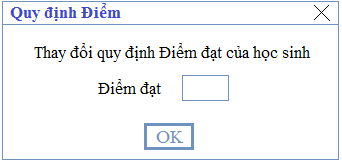 Quy định Điểm
Thay đổi quy định Điểm đạt của học sinh
Điểm đạt
OK